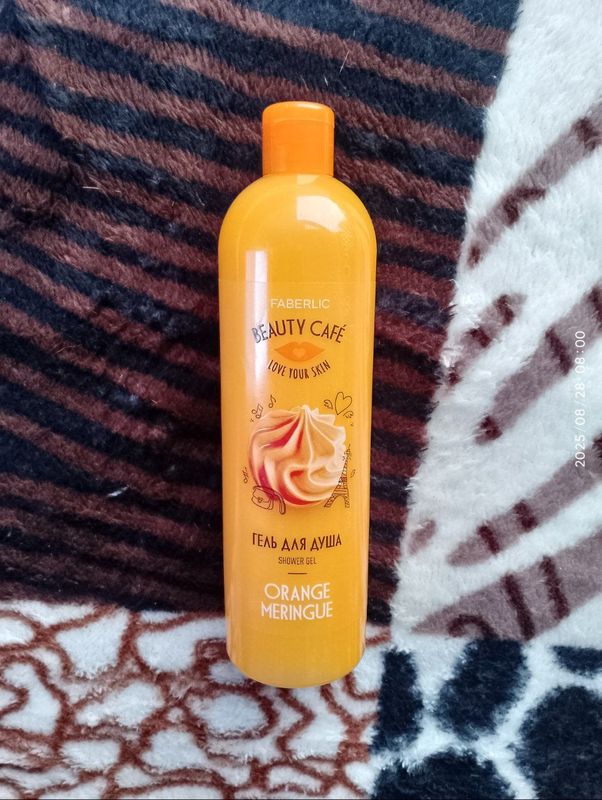 FABERLIC
BEAUTY CAFÉ
LOVE YOUR SKIN
ГЕЛЬ ДЛЯ ДУША
SHOWER GEL
ORANGE
MERINGUE
2025/08/28 08:00